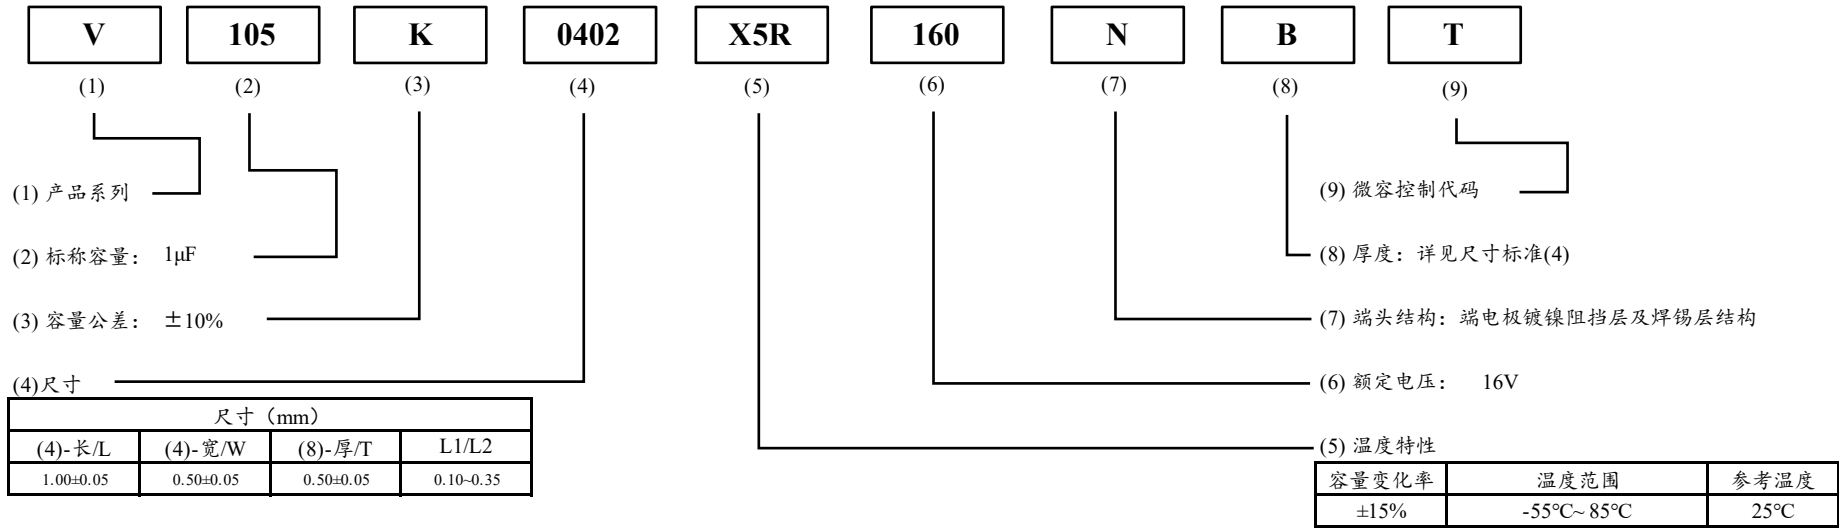 V 105 K 0402 X5R 160 N B T
(1) (2) (3) (4) (5) (6) (7) (8) (9)
(1) 产品系列
(9) 微容控制代码
(2) 标称容量： 1μF
(8) 厚度：详见尺寸标准(4)
(3) 容量公差： ±10%
(7) 端头结构：端电极镀镍阻挡层及焊锡层结构
(4)尺寸
(6) 额定电压： 16V
尺寸（mm）
(4)-长/L (4)-宽/W (8)-厚/T L1/L2
1.00±0.05 0.50±0.05 0.50±0.05 0.10~0.35
(5) 温度特性
容量变化率 温度范围 参考温度
±15% -55°C~ 85°C 25°C